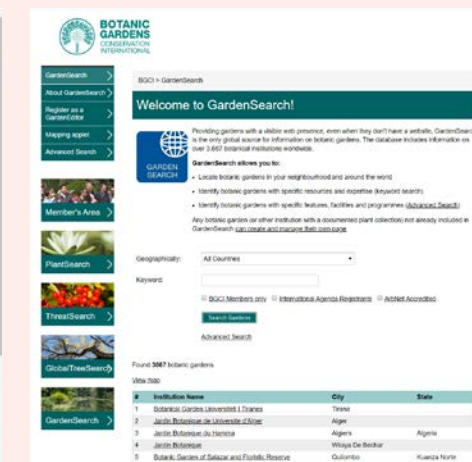 BOTANIC
GARDENS
CONSERVATION
INTERNATIONAL
GardenSearch
About GardenSearch
Register as a
GardenEditor
Mapping applet
Advanced Search
Member's Area
PlantSearch
ThreatSearch
GlobalTreeSearch
GardenSearch
BGCI > GardenSearch
Welcome to GardenSearch!
GARDEN
SEARCH
Providing gardens with a visible web presence, even when they don't have a website, GardenSearch
is the only global source for information on botanic gardens. The database includes information on
over 3,667 botanical institutions worldwide.
GardenSearch allows you to:
• Locate botanic gardens in your neighbourhood and around the world
• Identify botanic gardens with specific resources and expertise (keyword search)
• Identify botanic gardens with specific features, facilities and programmes (Advanced Search)
Any botanic garden (or other institution with a documented plant collection) not already included in
GardenSearch can create and manage their own page
Geographically: All Countries
Keyword:
BGCI Members only International Agenda Registrants ArbNet Accredited
Search Gardens
Advanced Search
Found 3667 botanic gardens
View map
# Institution Name City State
1 Botanical Garden Universiteti I Tiranes Tirana
2 Jardin Botanique de Universite d'Alger Alger
3 Jardin Botanique du Hamma Algiers Algeria
4 Jardin Botanique Wilaya De Bechar
5 Botanic Garden of Salazar and Floristic Reserve Quilombo Kuanza Norte